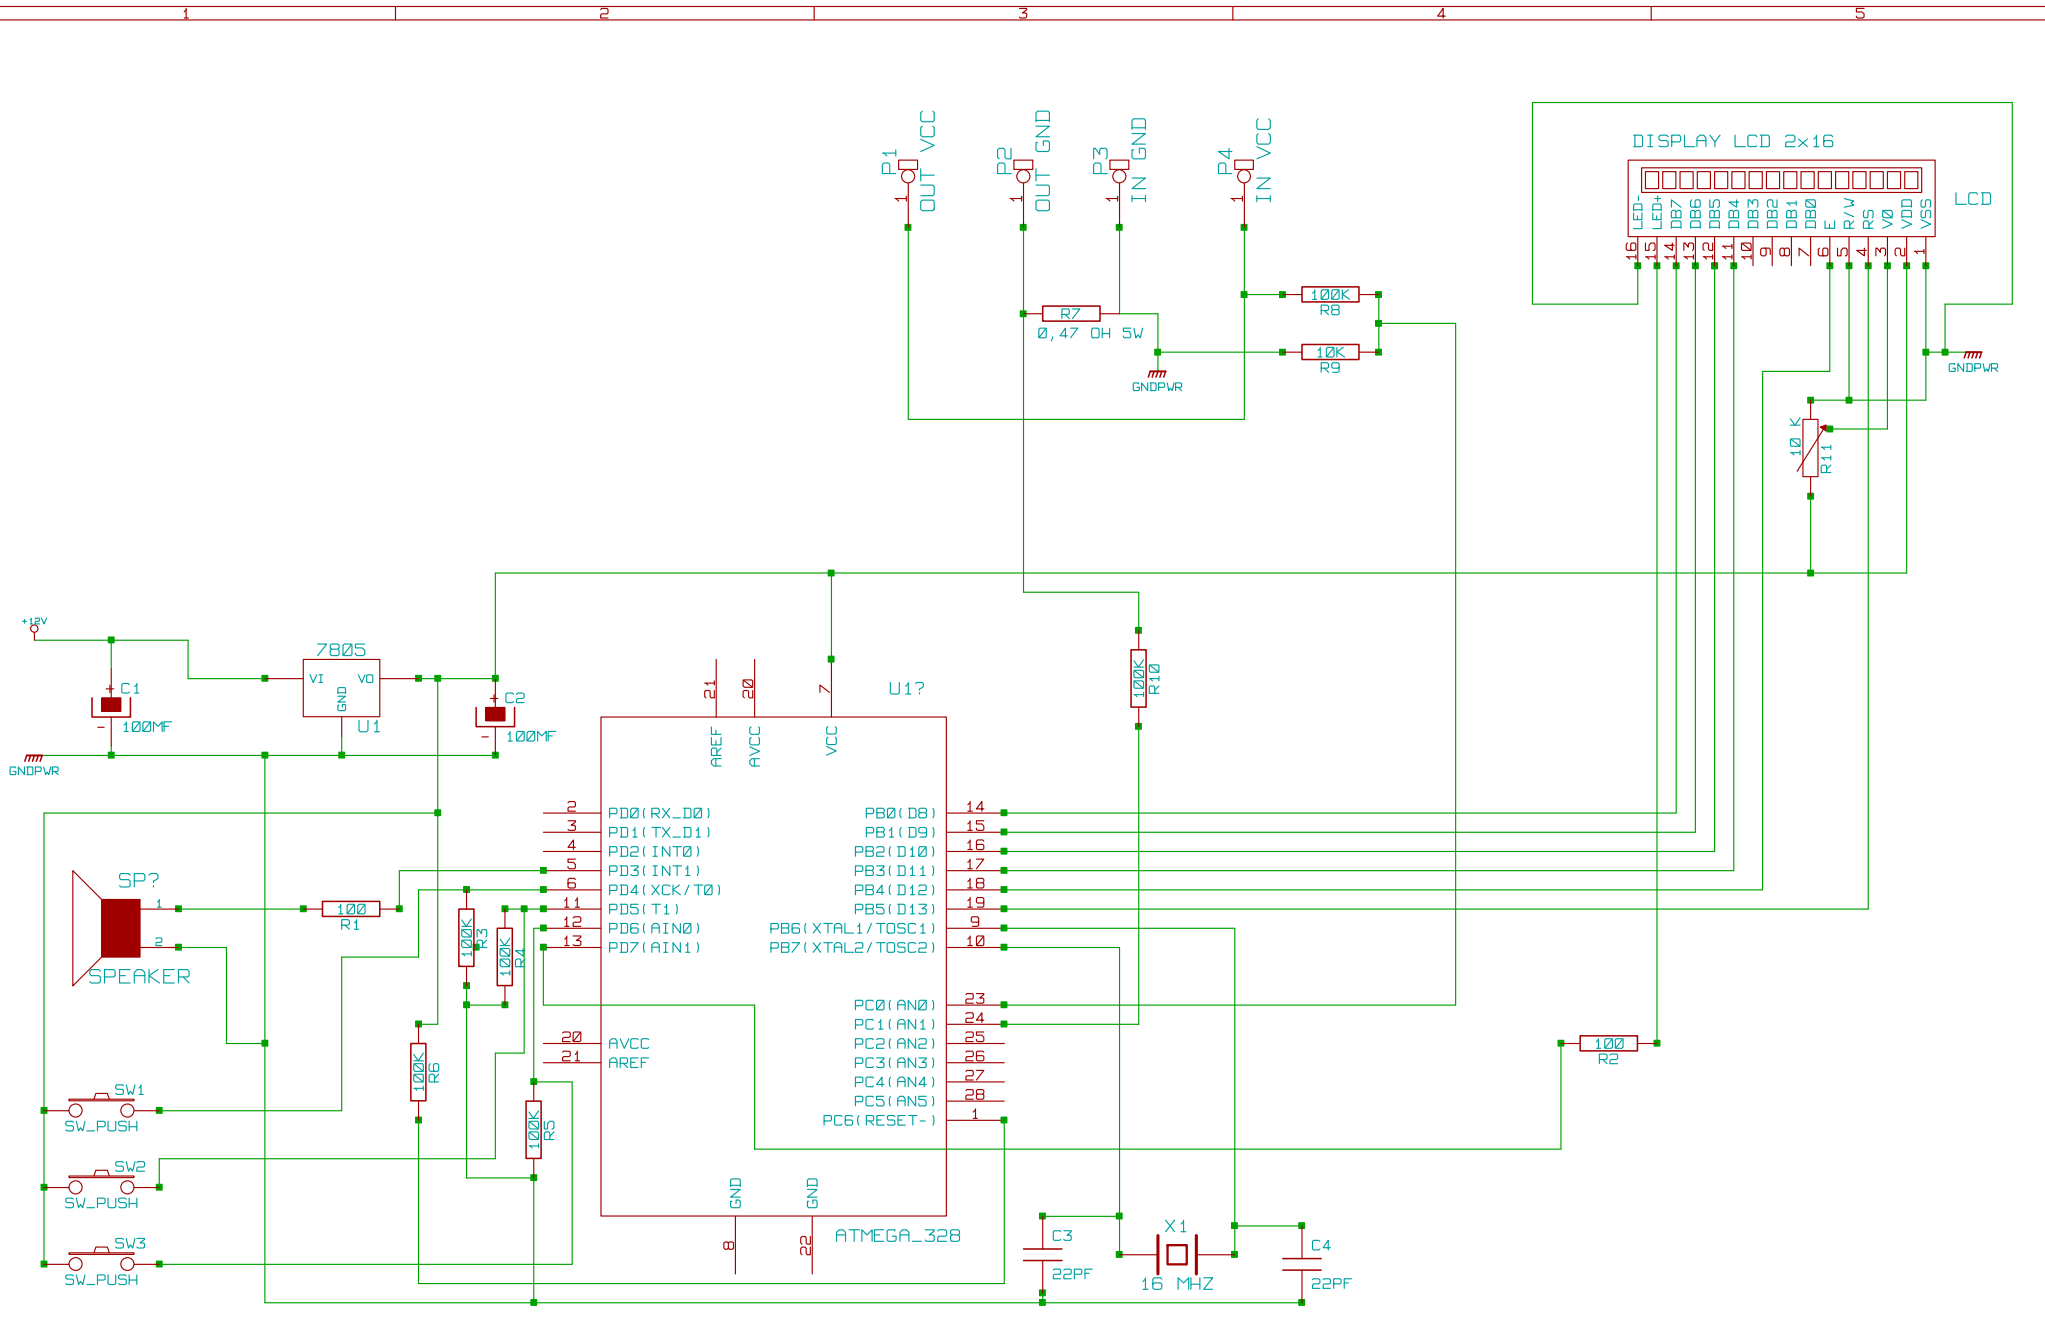 1 2 3 4 5
P1 OUT VCC
P2 OUT GND
P3 IN GND
P4 IN VCC
1 1 1 1
DISPLAY LCD 2x16
LCD
LED- LED+ DB7 DB6 DB5 DB4 DB3 DB2 DB1 DB0 E R/W RS V0 VDD VSS
16 15 14 13 12 11 10 9 8 7 6 5 4 3 2 1
100K
R8
R7
0,47 OH 5W
10K
R9
GNDPWR
GNDPWR
10 K
R11
+12V
7805
VI VO
GND
U1
C1
+
-
100MF
C2
+
-
100MF
GNDPWR
100K
R10
U1?
21 20 7
AREF AVCC VCC
2 PD0(RX_D0)
3 PD1(TX_D1)
4 PD2(INT0)
5 PD3(INT1)
6 PD4(XCK/T0)
11 PD5(T1)
12 PD6(AIN0)
13 PD7(AIN1)
20 AVCC
21 AREF
PB0(D8) 14
PB1(D9) 15
PB2(D10) 16
PB3(D11) 17
PB4(D12) 18
PB5(D13) 19
PB6(XTAL1/TOSC1) 9
PB7(XTAL2/TOSC2) 10
PC0(AN0) 23
PC1(AN1) 24
PC2(AN2) 25
PC3(AN3) 26
PC4(AN4) 27
PC5(AN5) 28
PC6(RESET-) 1
GND GND
8 22
ATMEGA_328
SP?
1
2
SPEAKER
100
R1
100K
R3
100K
R4
100K
R6
100K
R5
100
R2
SW1
SW_PUSH
SW2
SW_PUSH
SW3
SW_PUSH
C3
22PF
X1
16 MHZ
C4
22PF